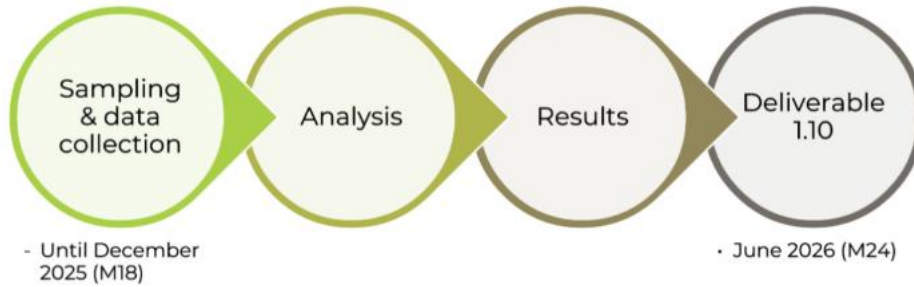 Sampling
& data
collection
Analysis
Results
Deliverable
1.10
- Until December
2025 (M18)
• June 2026 (M24)